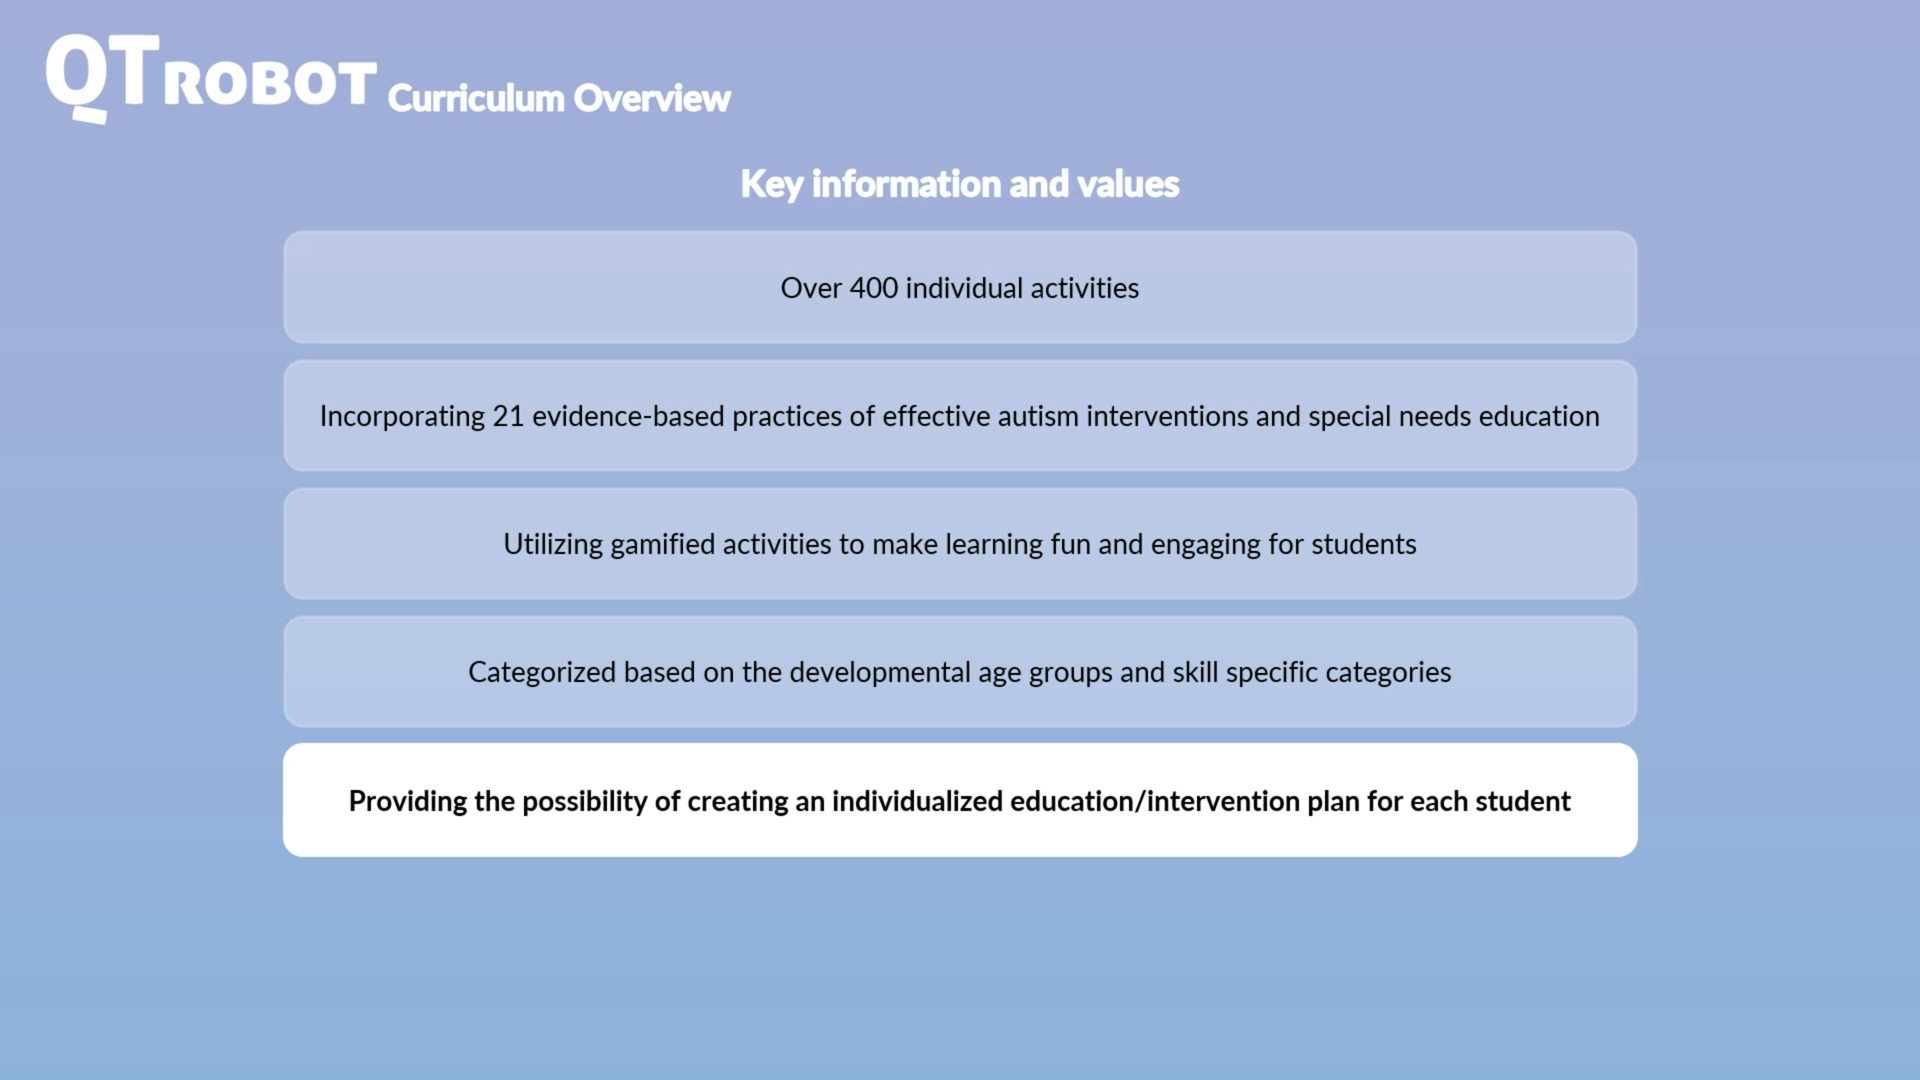 QTROBOT Curriculum Overview
Key information and values
Over 400 individual activities
Incorporating 21 evidence-based practices of effective autism interventions and special needs education
Utilizing gamified activities to make learning fun and engaging for students
Categorized based on the developmental age groups and skill specific categories
Providing the possibility of creating an individualized education/intervention plan for each student